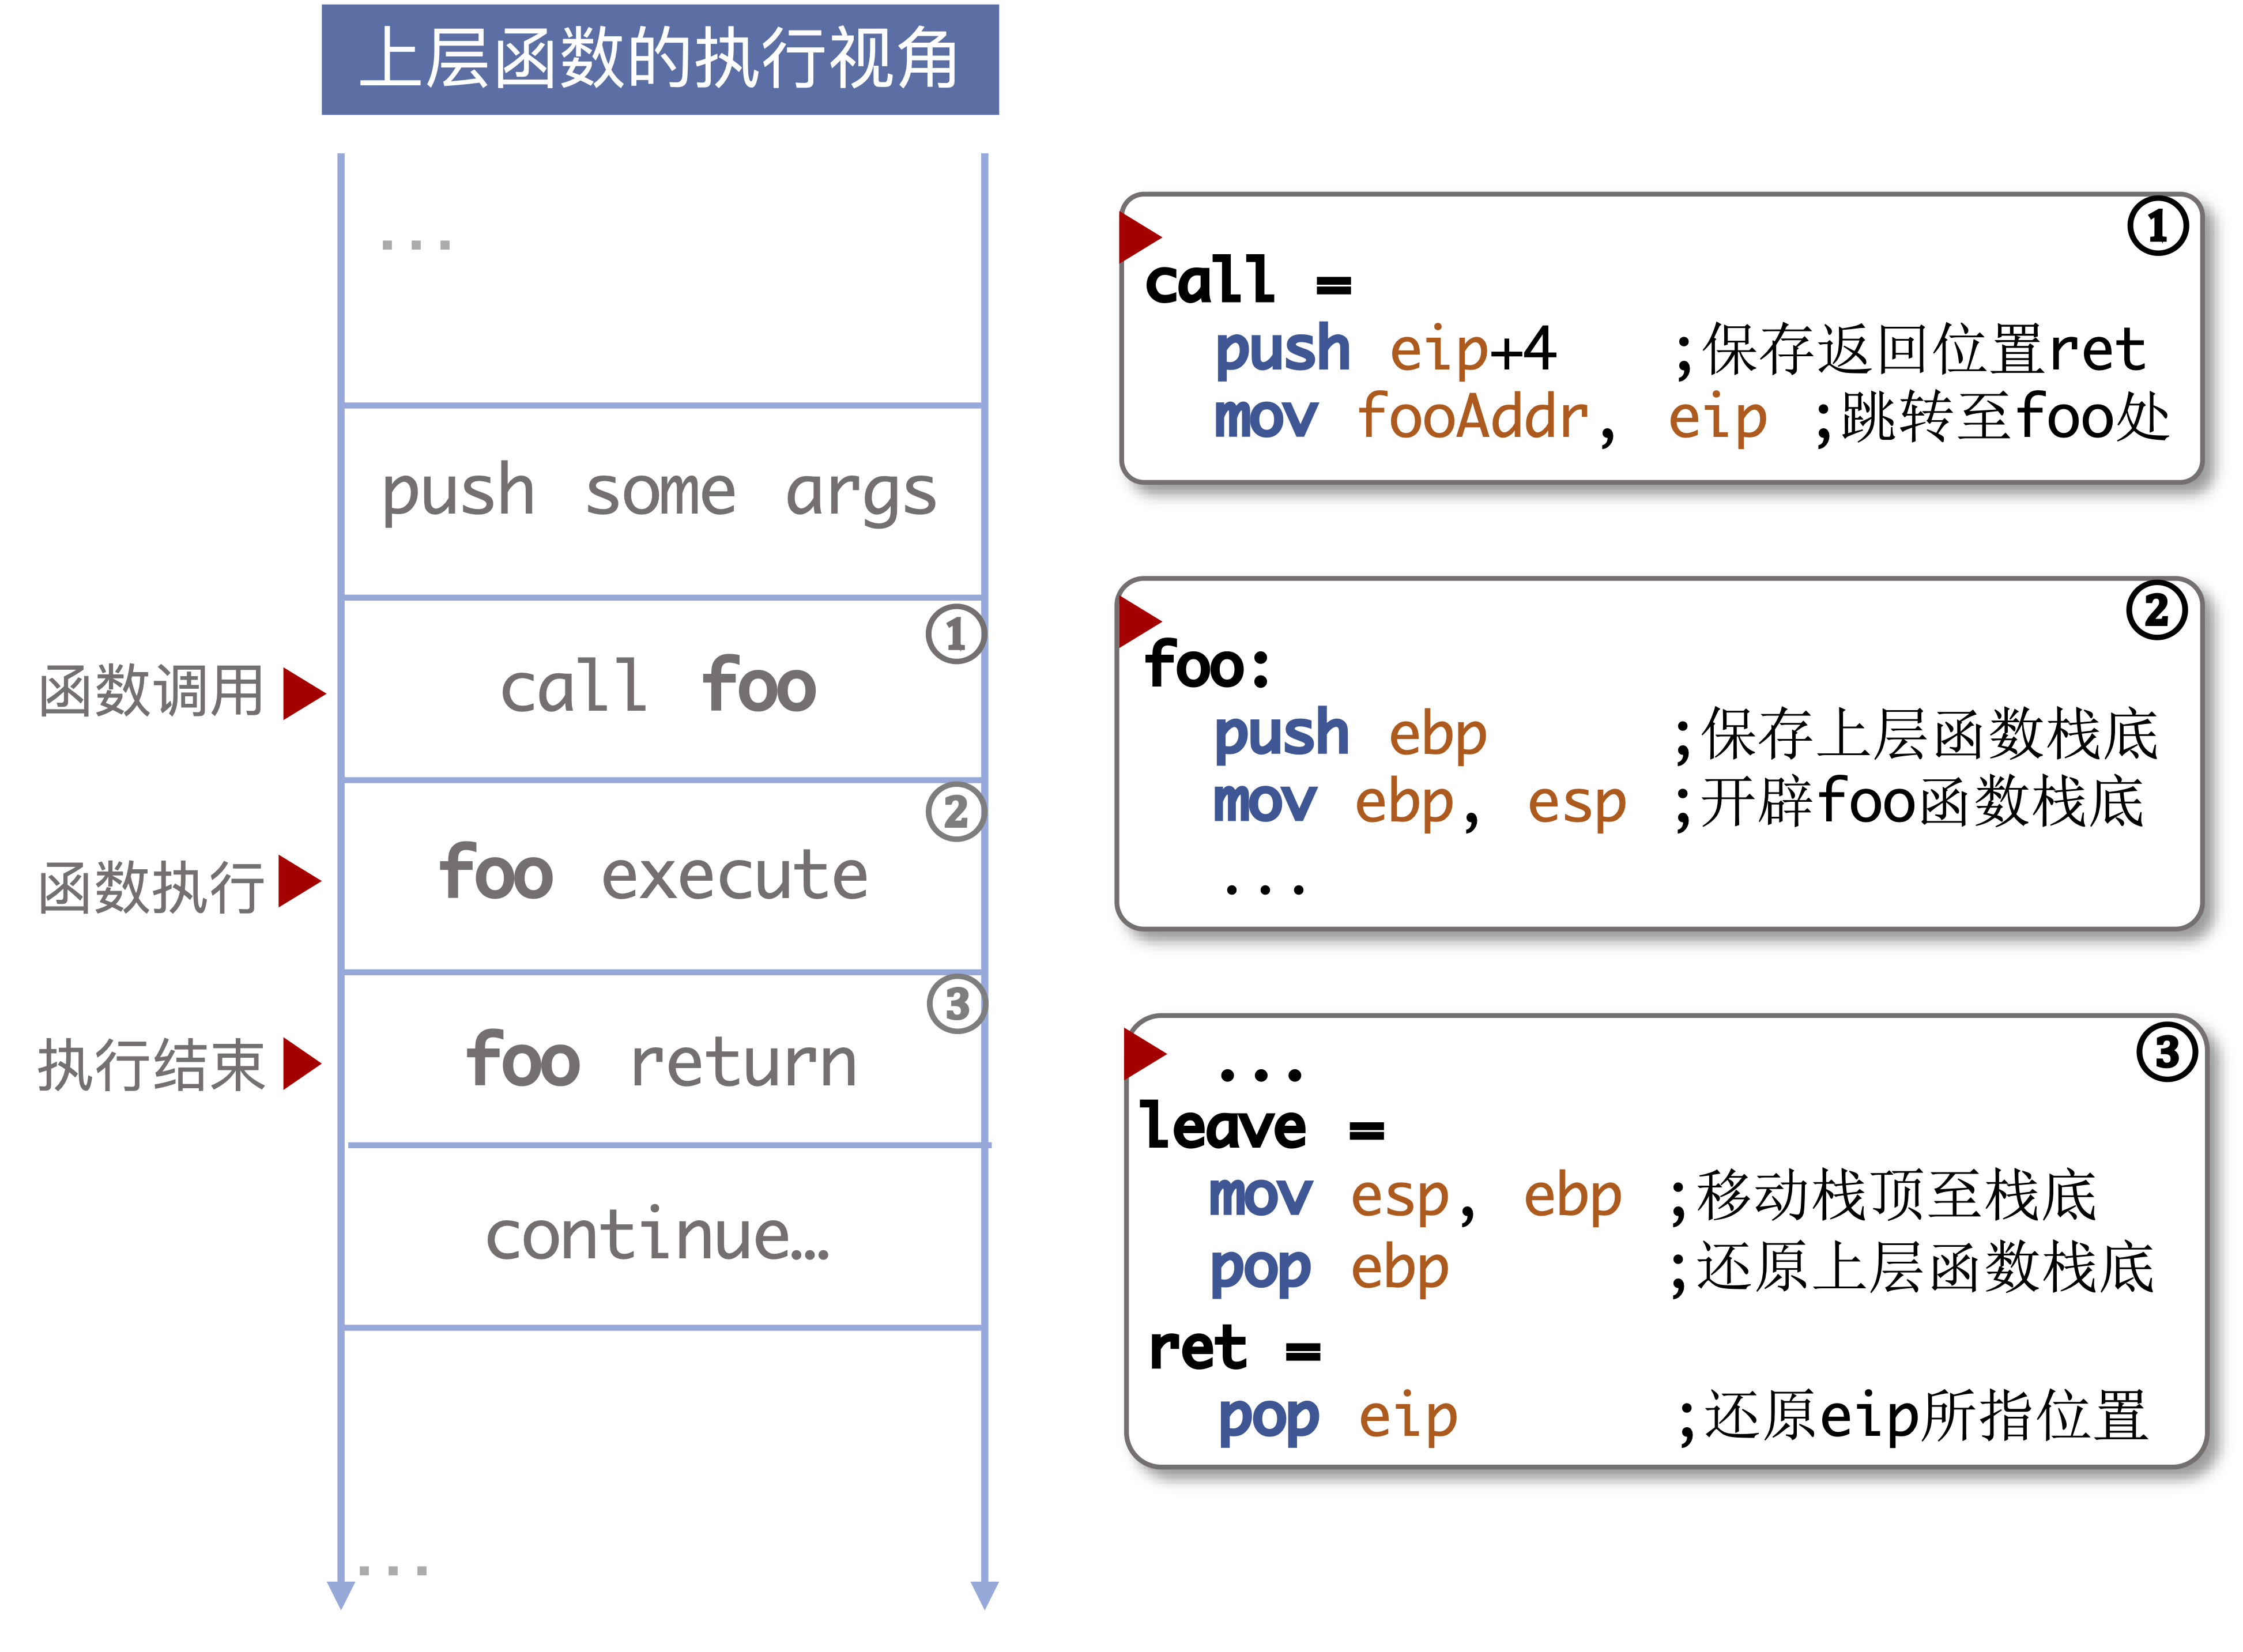 上层函数的执行视角
...
push some args
①
函数调用 call foo
②
函数执行 foo execute
③
执行结束 foo return
continue…
...
①
call =
push eip+4 ;保存返回位置ret
mov fooAddr, eip ;跳转至foo处
②
foo:
push ebp ;保存上层函数栈底
mov ebp, esp ;开辟foo函数栈底
...
③
...
leave =
mov esp, ebp ;移动栈顶至栈底
pop ebp ;还原上层函数栈底
ret =
pop eip ;还原eip所指位置